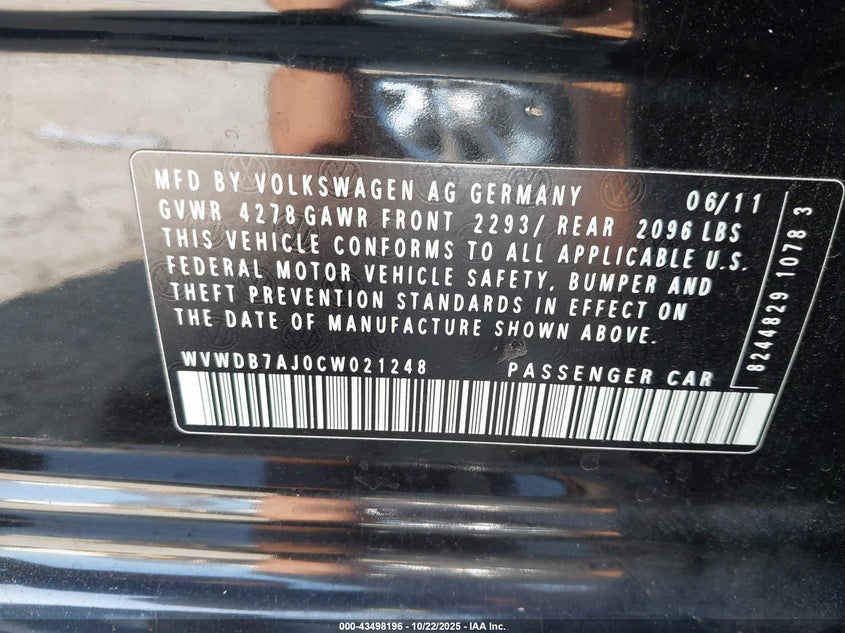 MFD BY VOLKSWAGEN AG GERMANY 06/11
GVWR 4278 GAWR FRONT 2293/ REAR 2096 LBS
THIS VEHICLE CONFORMS TO ALL APPLICABLE U.S.
FEDERAL MOTOR VEHICLE SAFETY, BUMPER AND
THEFT PREVENTION STANDARDS IN EFFECT ON
THE DATE OF MANUFACTURE SHOWN ABOVE.
WVWDB7AJ0CW021248 PASSENGER CAR
8244829 1078 3
000-43498196 - 10/22/2025 - IAA Inc.